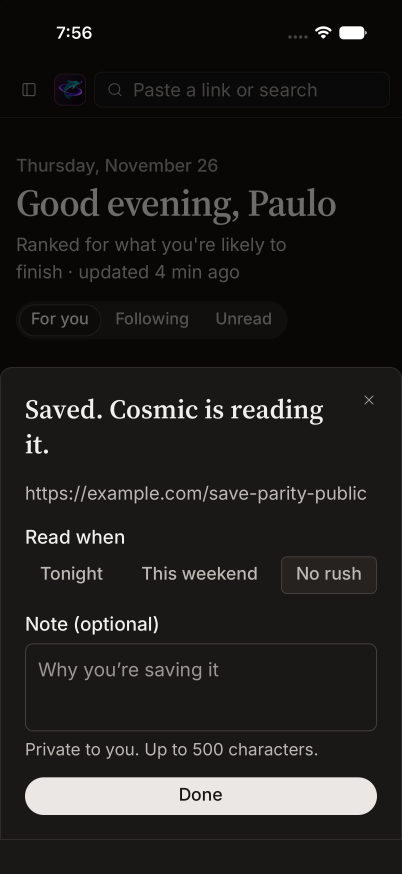 7:56
Paste a link or search
Thursday, November 26
Good evening, Paulo
Ranked for what you're likely to
finish · updated 4 min ago
For you Following Unread
Saved. Cosmic is reading
it.
https://example.com/save-parity-public
Read when
Tonight This weekend No rush
Note (optional)
Why you’re saving it
Private to you. Up to 500 characters.
Done